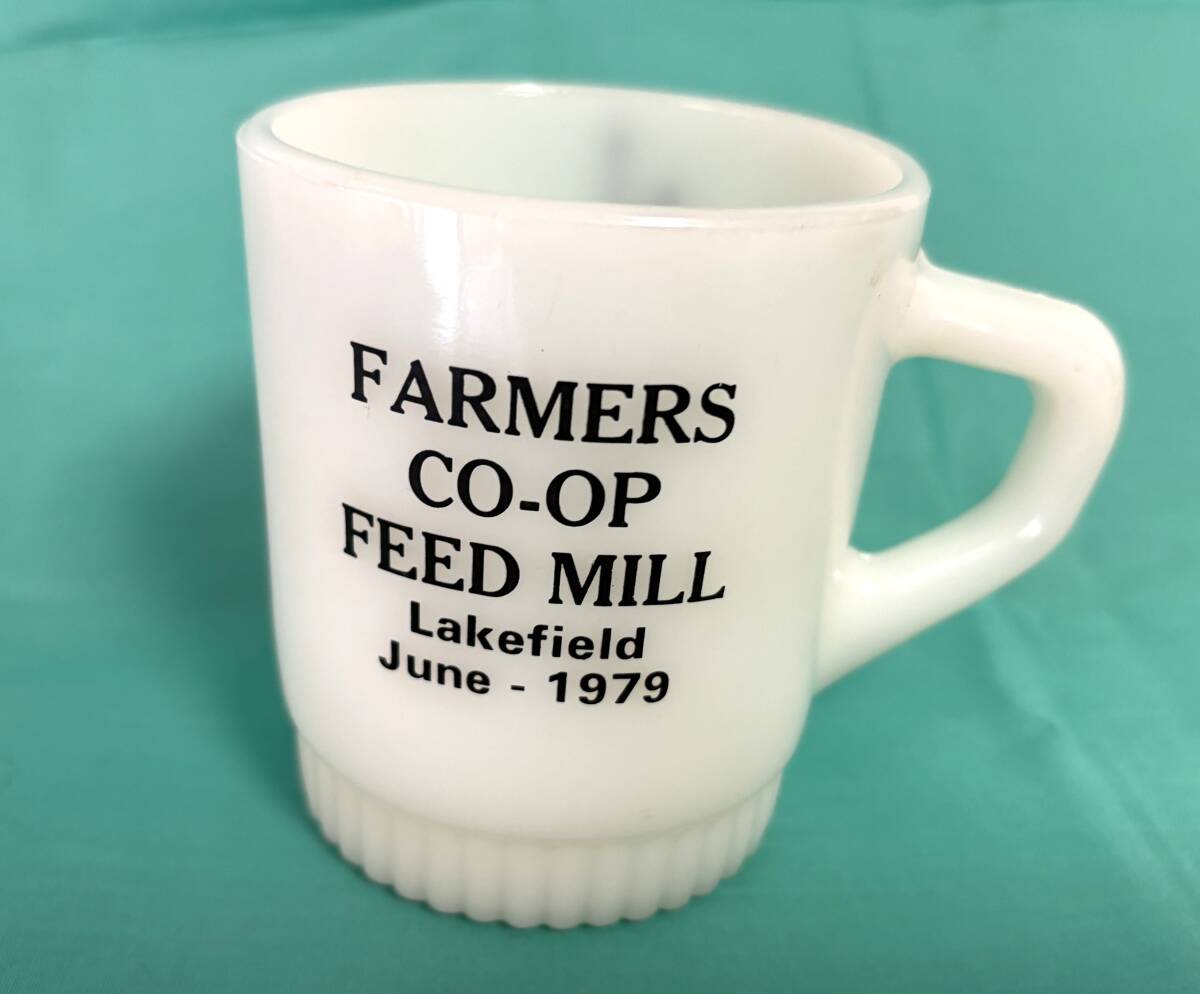 FARMERS
CO-OP
FEED MILL
Lakefield
June - 1979